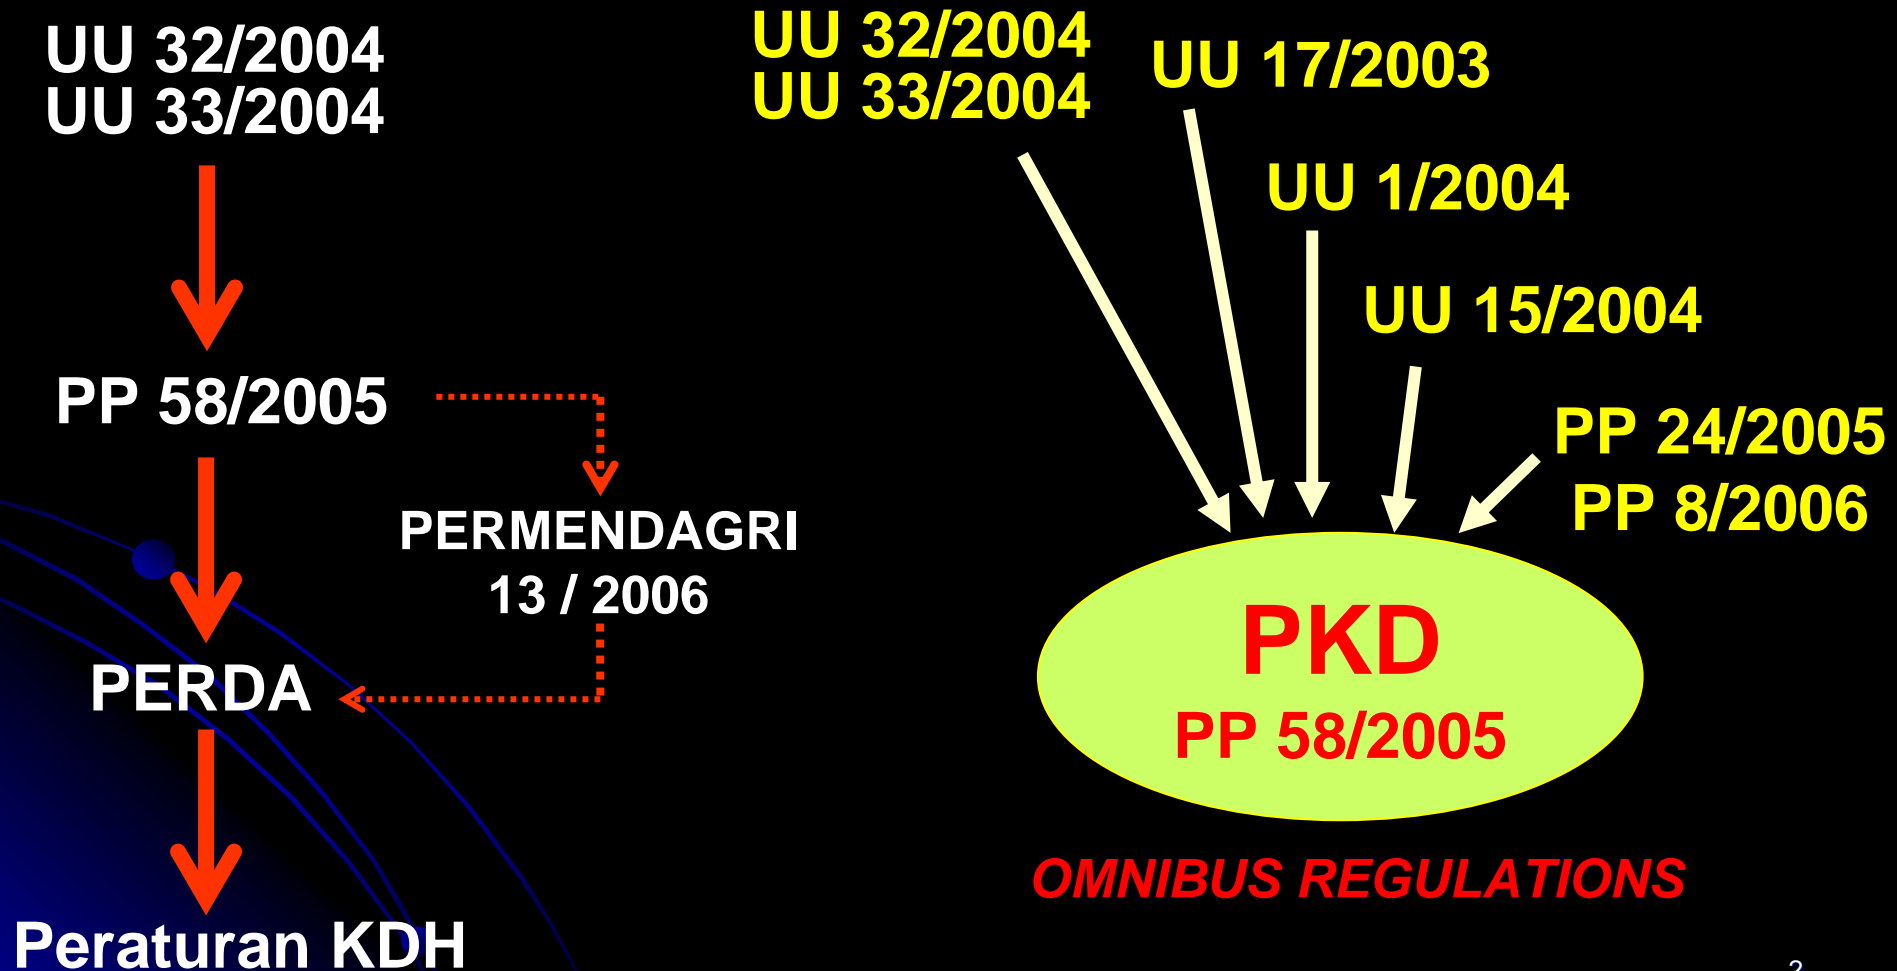 UU 32/2004
UU 33/2004
PP 58/2005
PERMENDAGRI
13 / 2006
PERDA
Peraturan KDH
UU 32/2004
UU 33/2004
UU 17/2003
UU 1/2004
UU 15/2004
PP 24/2005
PP 8/2006
PKD
PP 58/2005
OMNIBUS REGULATIONS
2